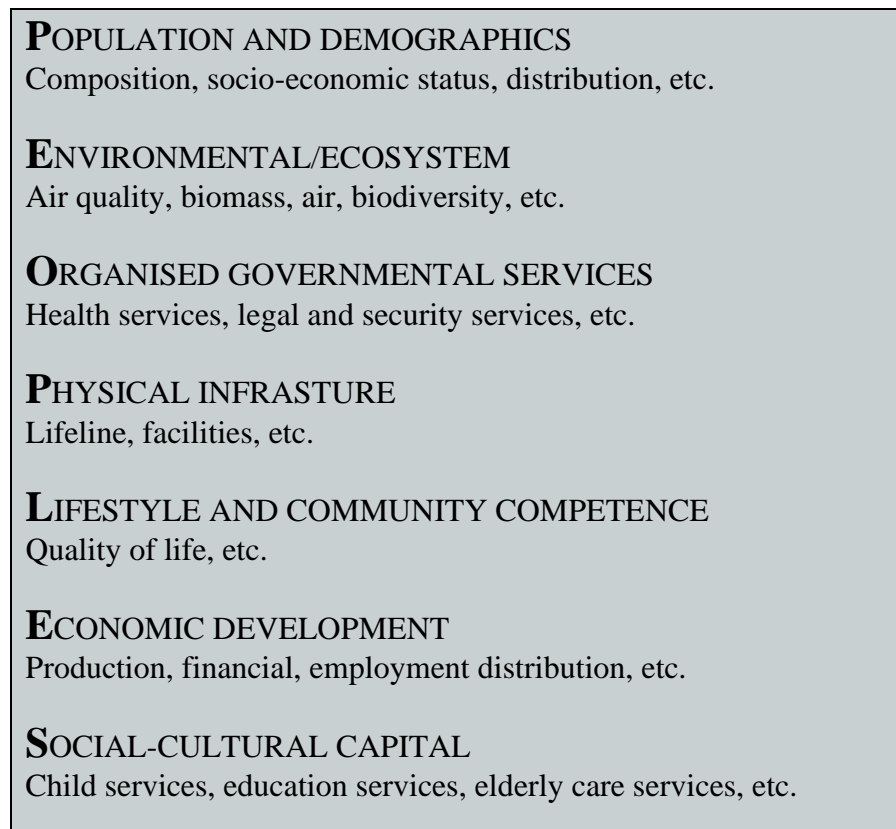 POPULATION AND DEMOGRAPHICS
Composition, socio-economic status, distribution, etc.
ENVIRONMENTAL/ECOSYSTEM
Air quality, biomass, air, biodiversity, etc.
ORGANISED GOVERNMENTAL SERVICES
Health services, legal and security services, etc.
PHYSICAL INFRASTURE
Lifeline, facilities, etc.
LIFESTYLE AND COMMUNITY COMPETENCE
Quality of life, etc.
ECONOMIC DEVELOPMENT
Production, financial, employment distribution, etc.
SOCIAL-CULTURAL CAPITAL
Child services, education services, elderly care services, etc.